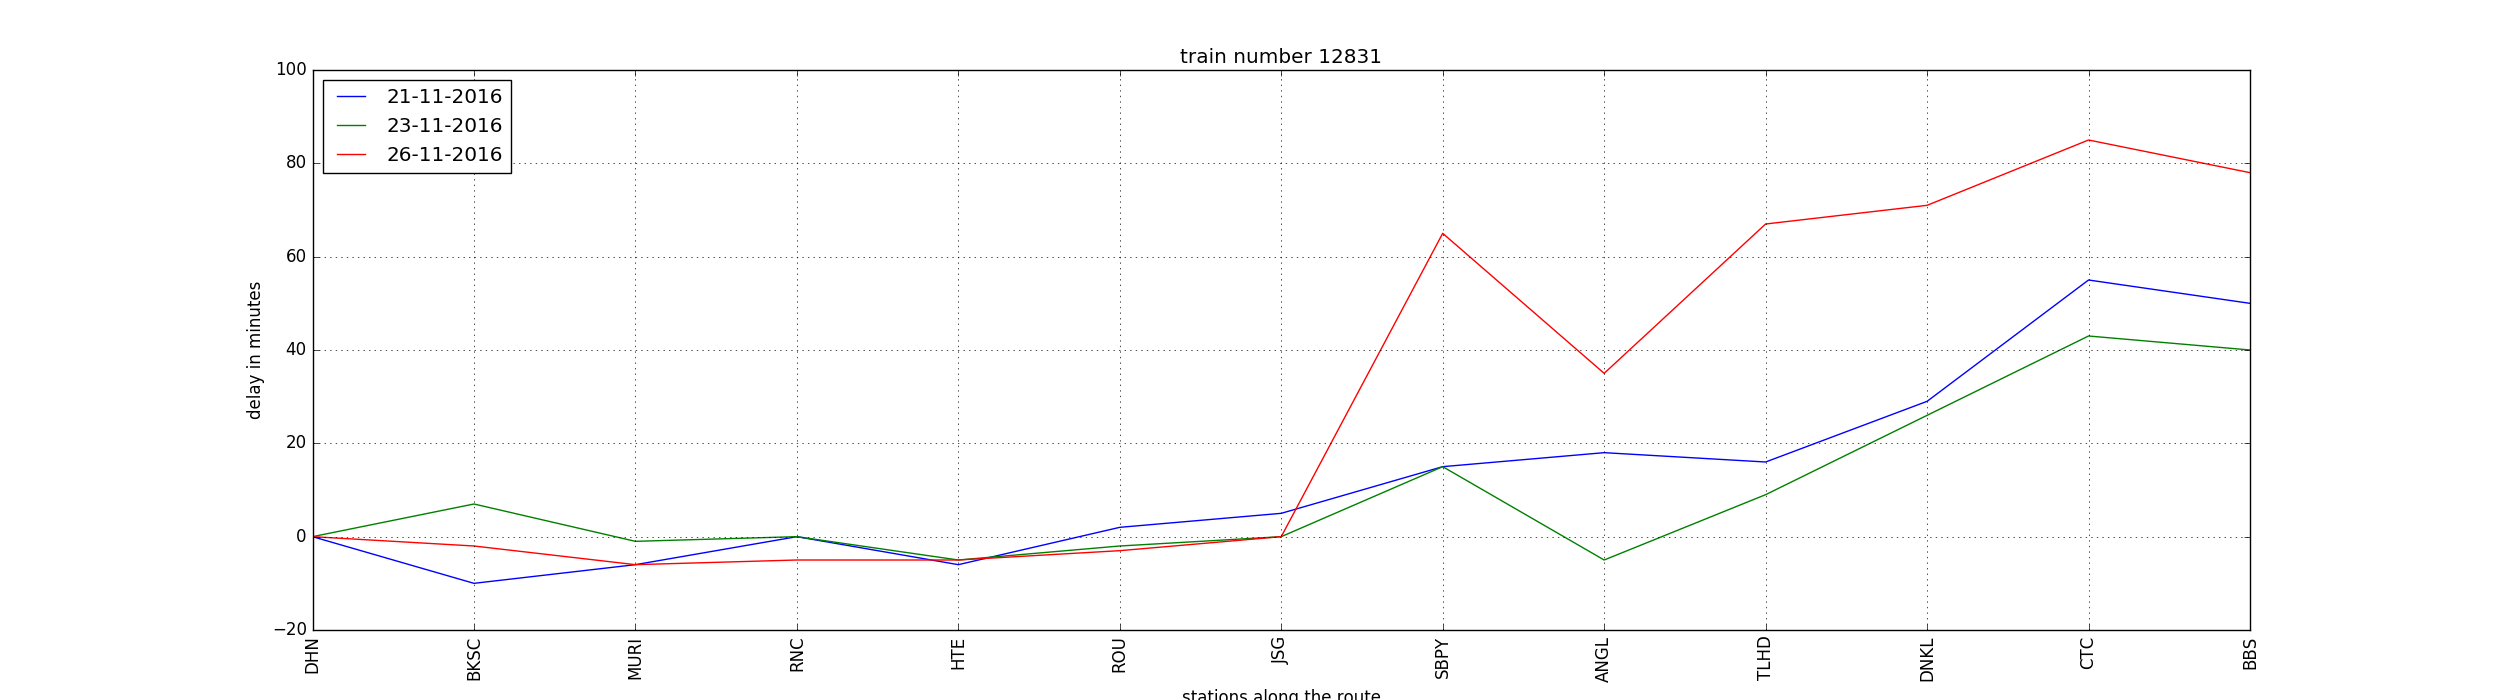 train number 12831
100
80
60
40
20
0
−20
delay in minutes
21-11-2016
23-11-2016
26-11-2016
DHN
BKSC
MURI
RNC
HTE
ROU
JSG
SBPY
ANGL
TLHD
DNKL
CTC
BBS
stations along the route